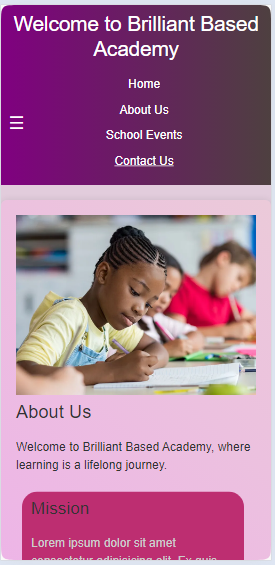 Welcome to Brilliant Based
Academy
Home
About Us
School Events
Contact Us
About Us
Welcome to Brilliant Based Academy, where
learning is a lifelong journey.
Mission
Lorem ipsum dolor sit amet
consectetur adipisicing elit. Ex quis